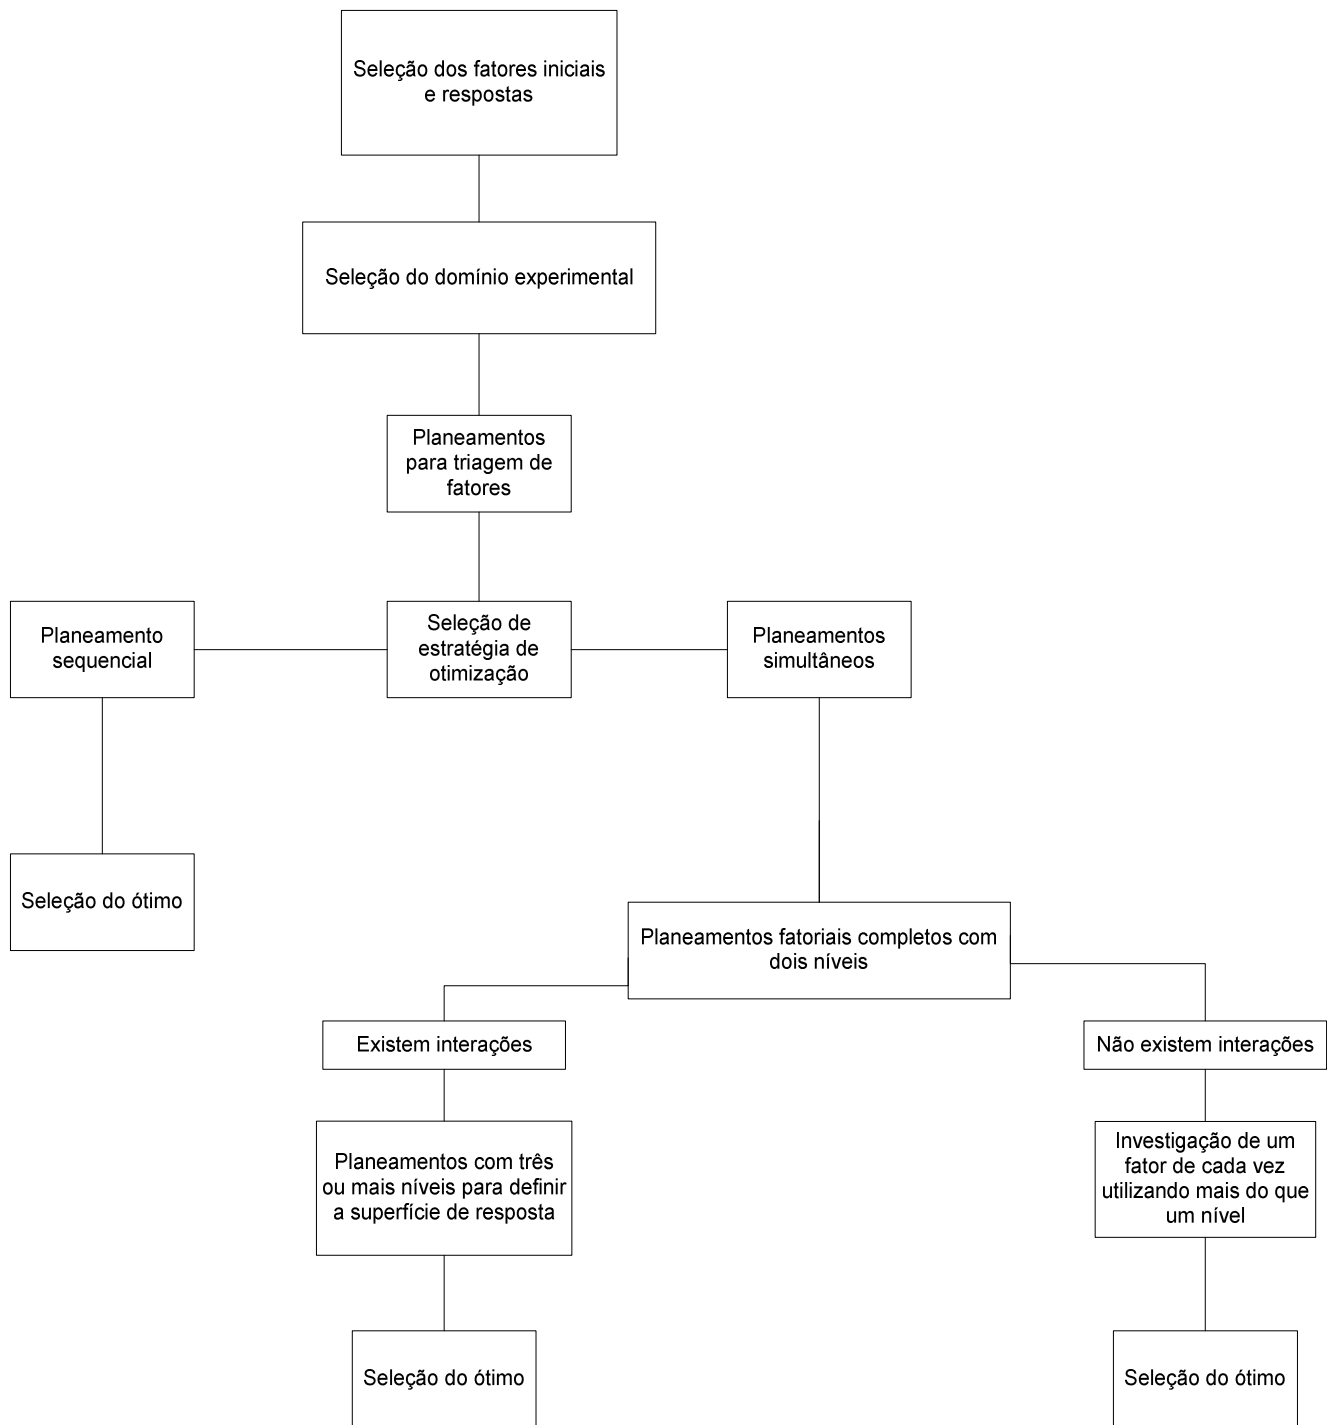 Seleção dos fatores iniciais
e respostas
Seleção do domínio experimental
Planeamentos
para triagem de
fatores
Planeamento
sequencial
Seleção de
estratégia de
otimização
Planeamentos
simultâneos
Seleção do ótimo
Planeamentos fatoriais completos com
dois níveis
Existem interações
Não existem interações
Planeamentos com três
ou mais níveis para definir
a superfície de resposta
Investigação de um
fator de cada vez
utilizando mais do que
um nível
Seleção do ótimo
Seleção do ótimo